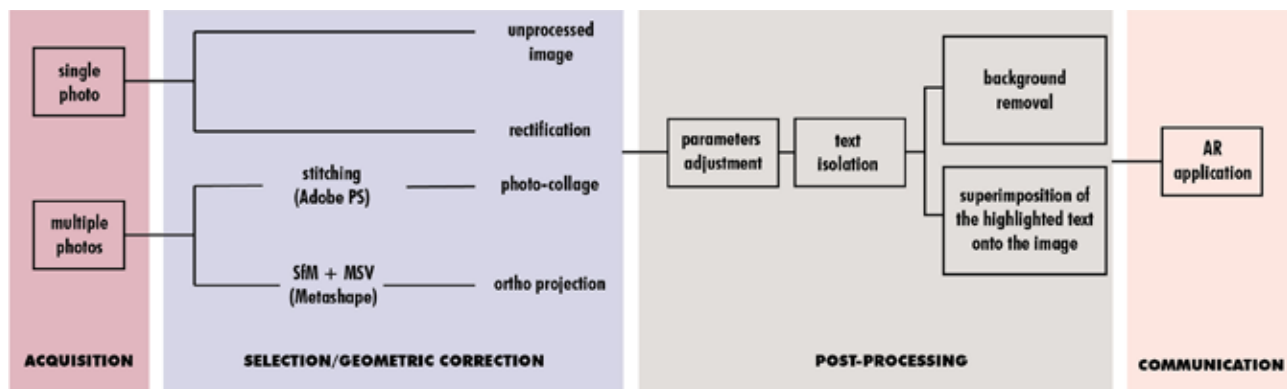 single
photo
multiple
photos
ACQUISITION
unprocessed
image
rectification
stitching
(Adobe PS)
photo-collage
SfM + MSV
(Metashape)
ortho projection
SELECTION/GEOMETRIC CORRECTION
parameters
adjustment
text
isolation
background
removal
superimposition of
the highlighted text
onto the image
POST-PROCESSING
AR
application
COMMUNICATION